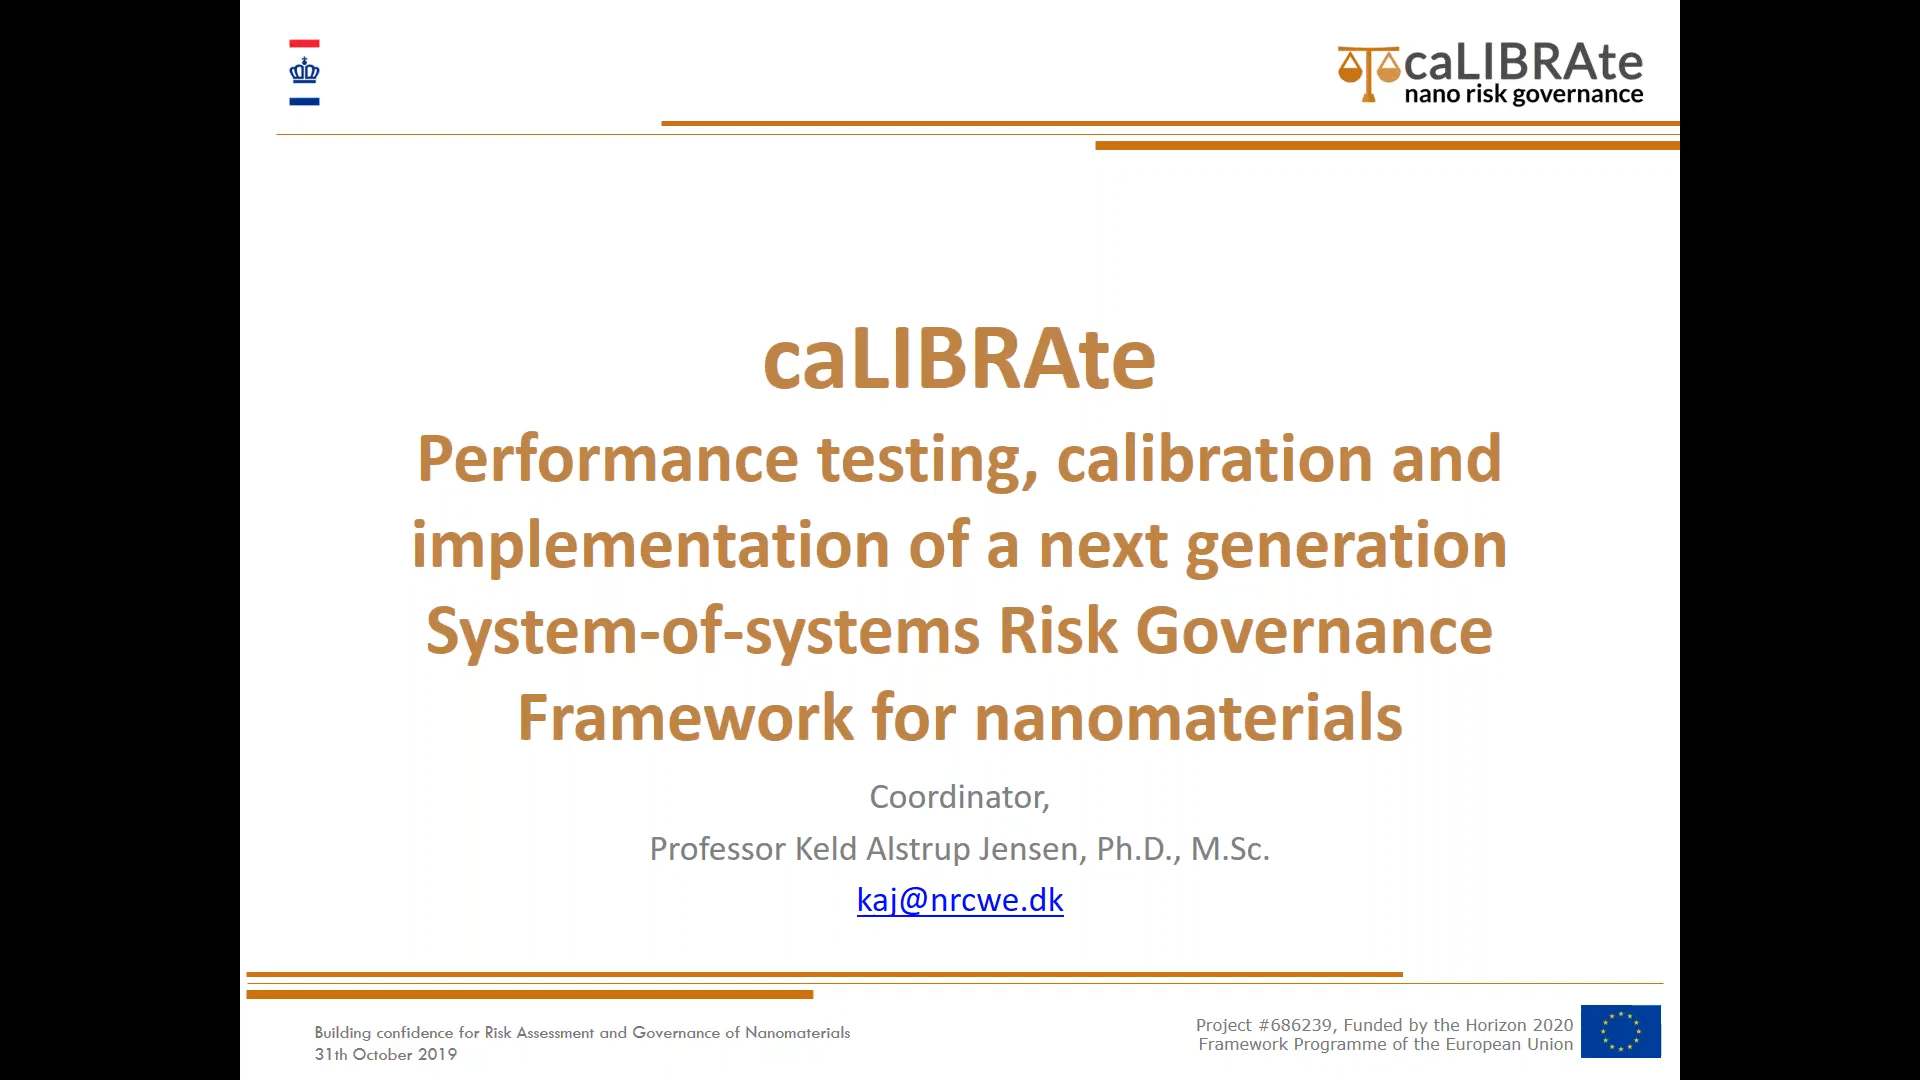 caLIBRAte
nano risk governance
caLIBRAte
Performance testing, calibration and
implementation of a next generation
System-of-systems Risk Governance
Framework for nanomaterials
Coordinator,
Professor Keld Alstrup Jensen, Ph.D., M.Sc.
kaj@nrcwe.dk
Building confidence for Risk Assessment and Governance of Nanomaterials
31th October 2019
Project #686239, Funded by the Horizon 2020
Framework Programme of the European Union